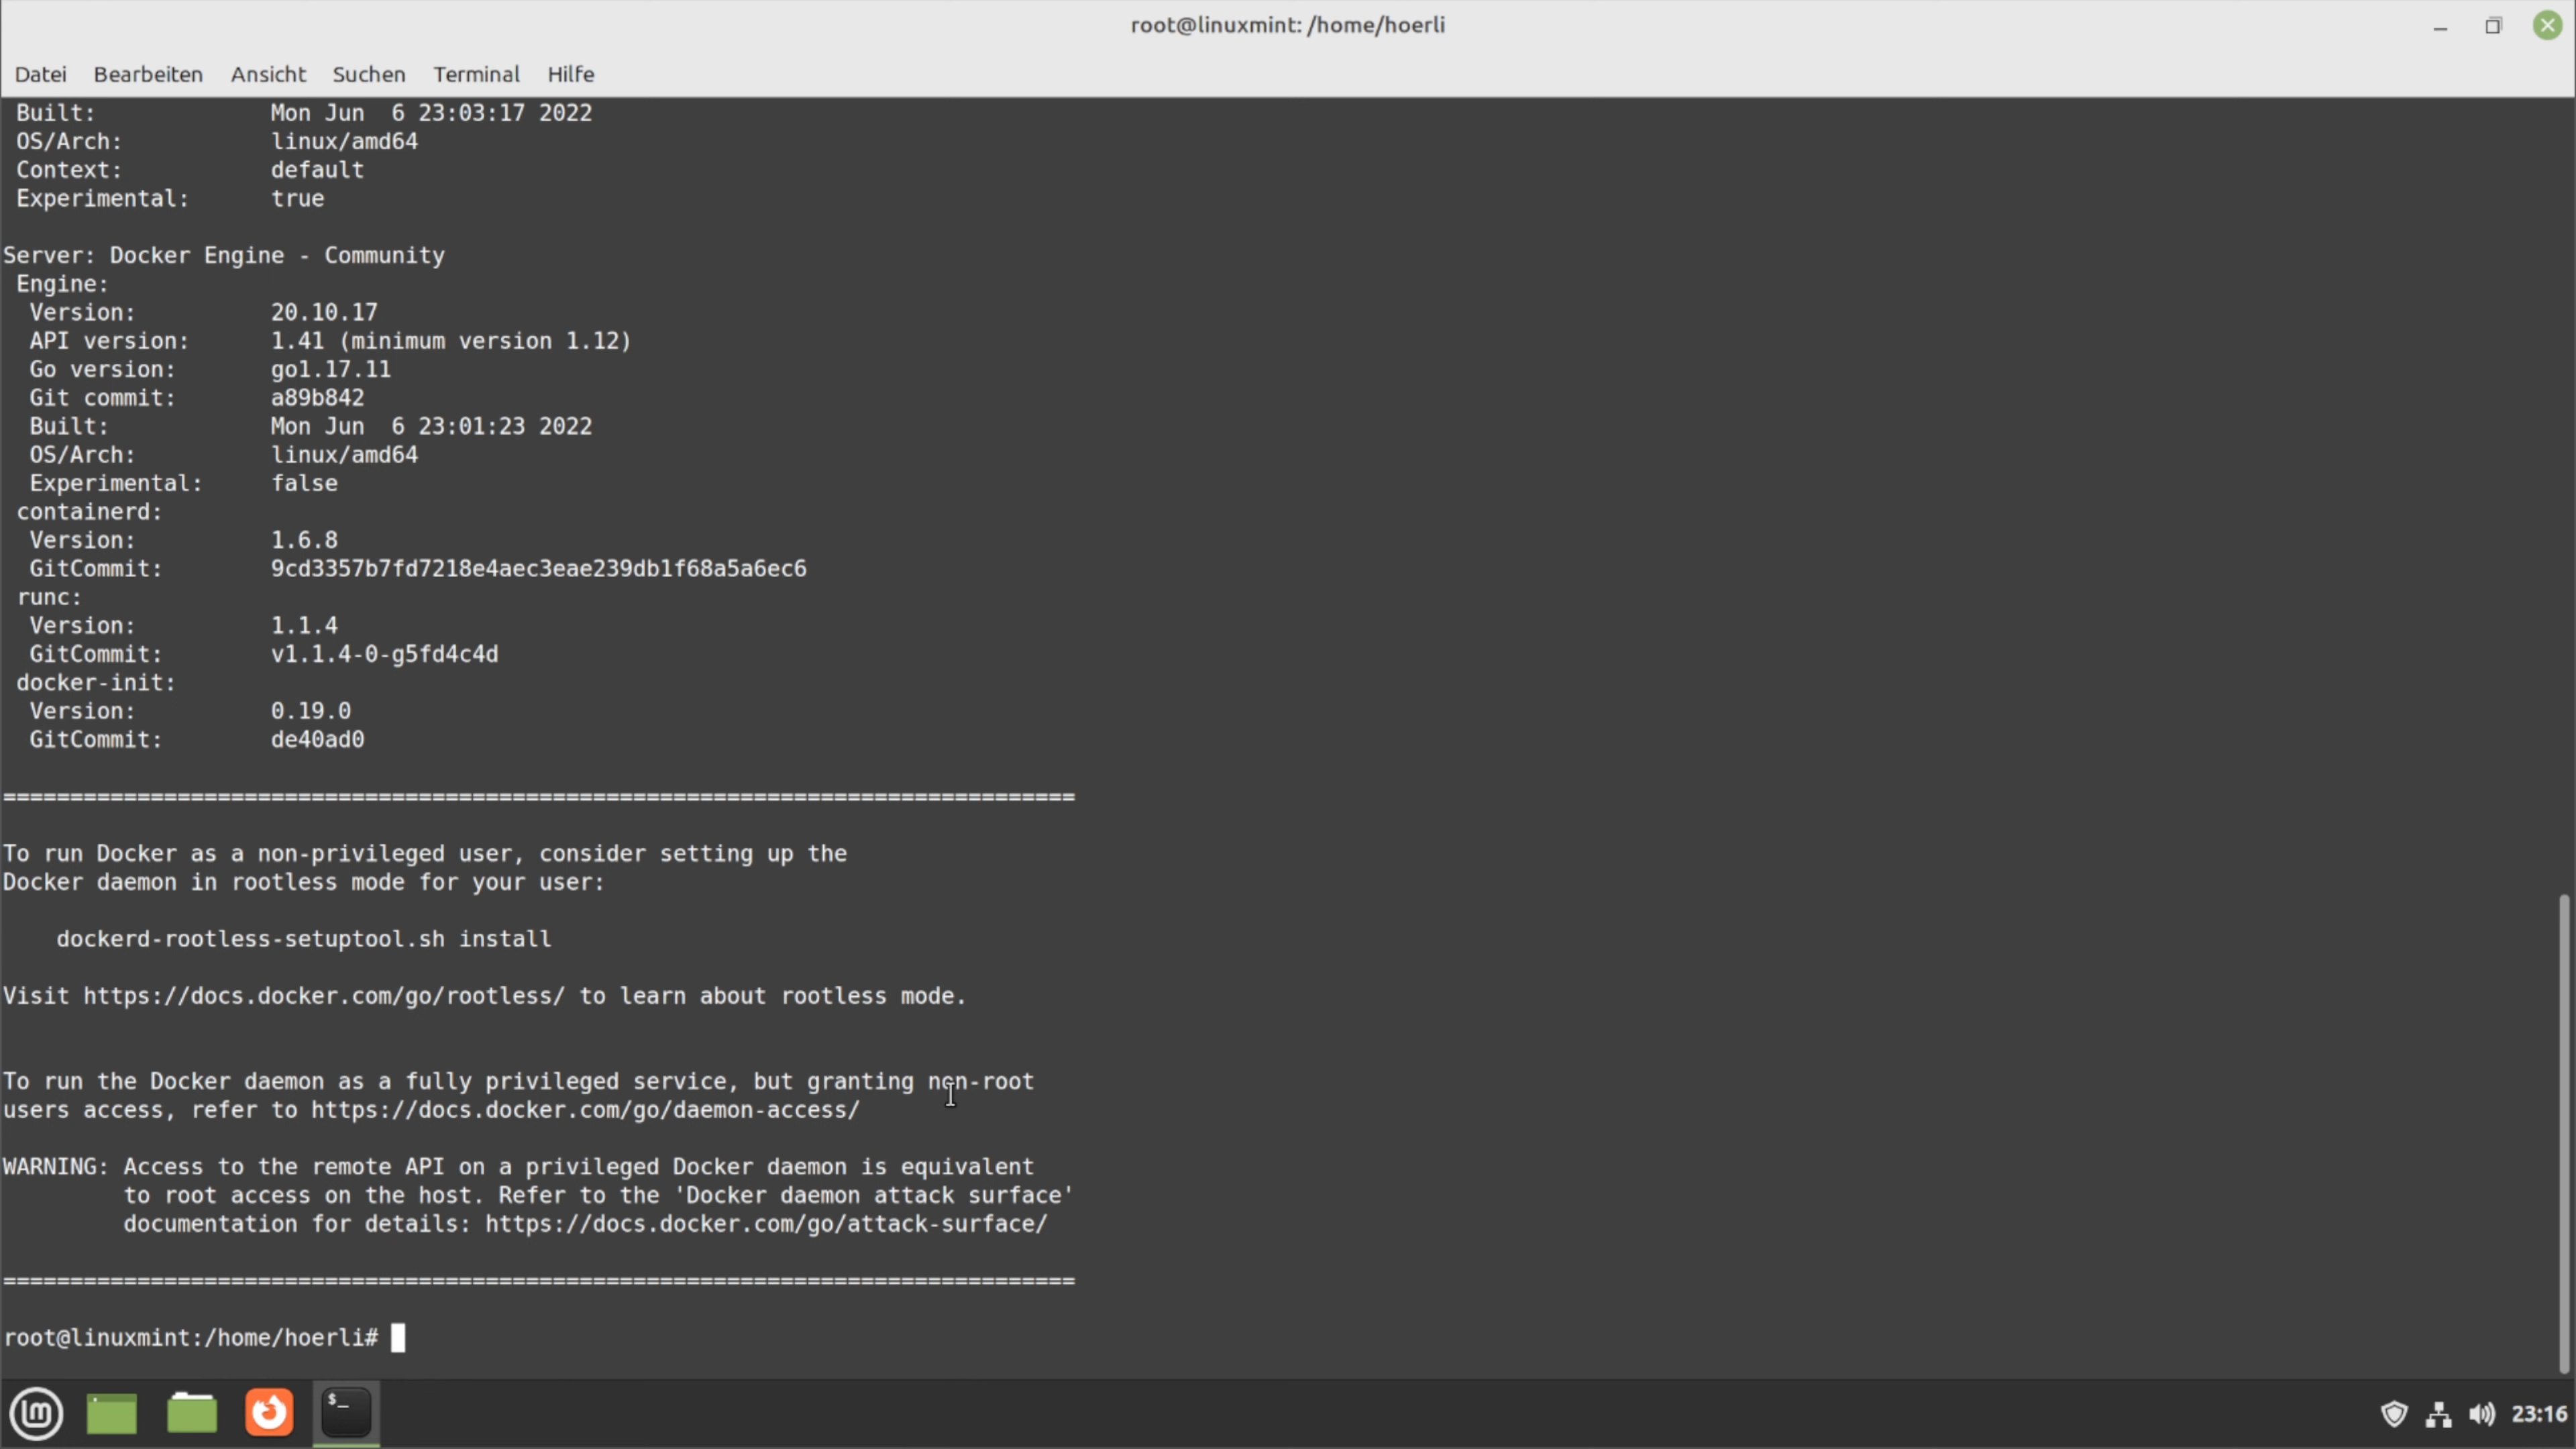 root@linuxmint: /home/hoerli
Datei Bearbeiten Ansicht Suchen Terminal Hilfe
Built: Mon Jun 6 23:03:17 2022
OS/Arch: linux/amd64
Context: default
Experimental: true
Server: Docker Engine - Community
Engine:
Version: 20.10.17
API version: 1.41 (minimum version 1.12)
Go version: go1.17.11
Git commit: a89b842
Built: Mon Jun 6 23:01:23 2022
OS/Arch: linux/amd64
Experimental: false
containerd:
Version: 1.6.8
GitCommit: 9cd3357b7fd7218e4aec3eae239db1f68a5a6ec6
runc:
Version: 1.1.4
GitCommit: v1.1.4-0-g5fd4c4d
docker-init:
Version: 0.19.0
GitCommit: de40ad0
================================================================================
To run Docker as a non-privileged user, consider setting up the
Docker daemon in rootless mode for your user:
dockerd-rootless-setuptool.sh install
Visit https://docs.docker.com/go/rootless/ to learn about rootless mode.
To run the Docker daemon as a fully privileged service, but granting non-root
users access, refer to https://docs.docker.com/go/daemon-access/
WARNING: Access to the remote API on a privileged Docker daemon is equivalent
to root access on the host. Refer to the 'Docker daemon attack surface'
documentation for details: https://docs.docker.com/go/attack-surface/
================================================================================
root@linuxmint:/home/hoerli#
$_
23:16